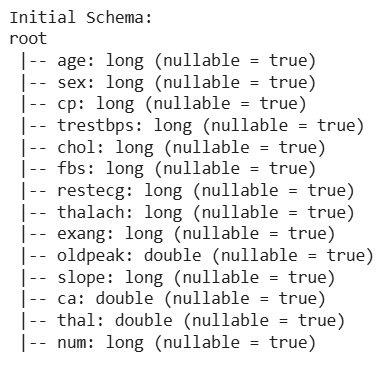 Initial Schema:
root
 |-- age: long (nullable = true)
 |-- sex: long (nullable = true)
 |-- cp: long (nullable = true)
 |-- trestbps: long (nullable = true)
 |-- chol: long (nullable = true)
 |-- fbs: long (nullable = true)
 |-- restecg: long (nullable = true)
 |-- thalach: long (nullable = true)
 |-- exang: long (nullable = true)
 |-- oldpeak: double (nullable = true)
 |-- slope: long (nullable = true)
 |-- ca: double (nullable = true)
 |-- thal: double (nullable = true)
 |-- num: long (nullable = true)